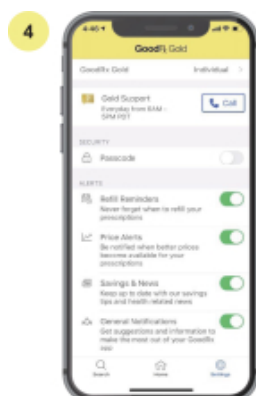 4
4:46
GoodRx Gold
GoodRx Gold Individual
Gold Support
Everyday from 8AM -
5PM PDT
Call
SECURITY
Passcode
ALERTS
Refill Reminders
Never forget when to refill your
prescriptions
Price Alerts
Be notified when better prices
become available for your
prescriptions
Savings & News
Keep up to date with our savings
tips and health related news
General Notifications
Get suggestions and information to
make the most out of your GoodRx
app
Search Home Settings